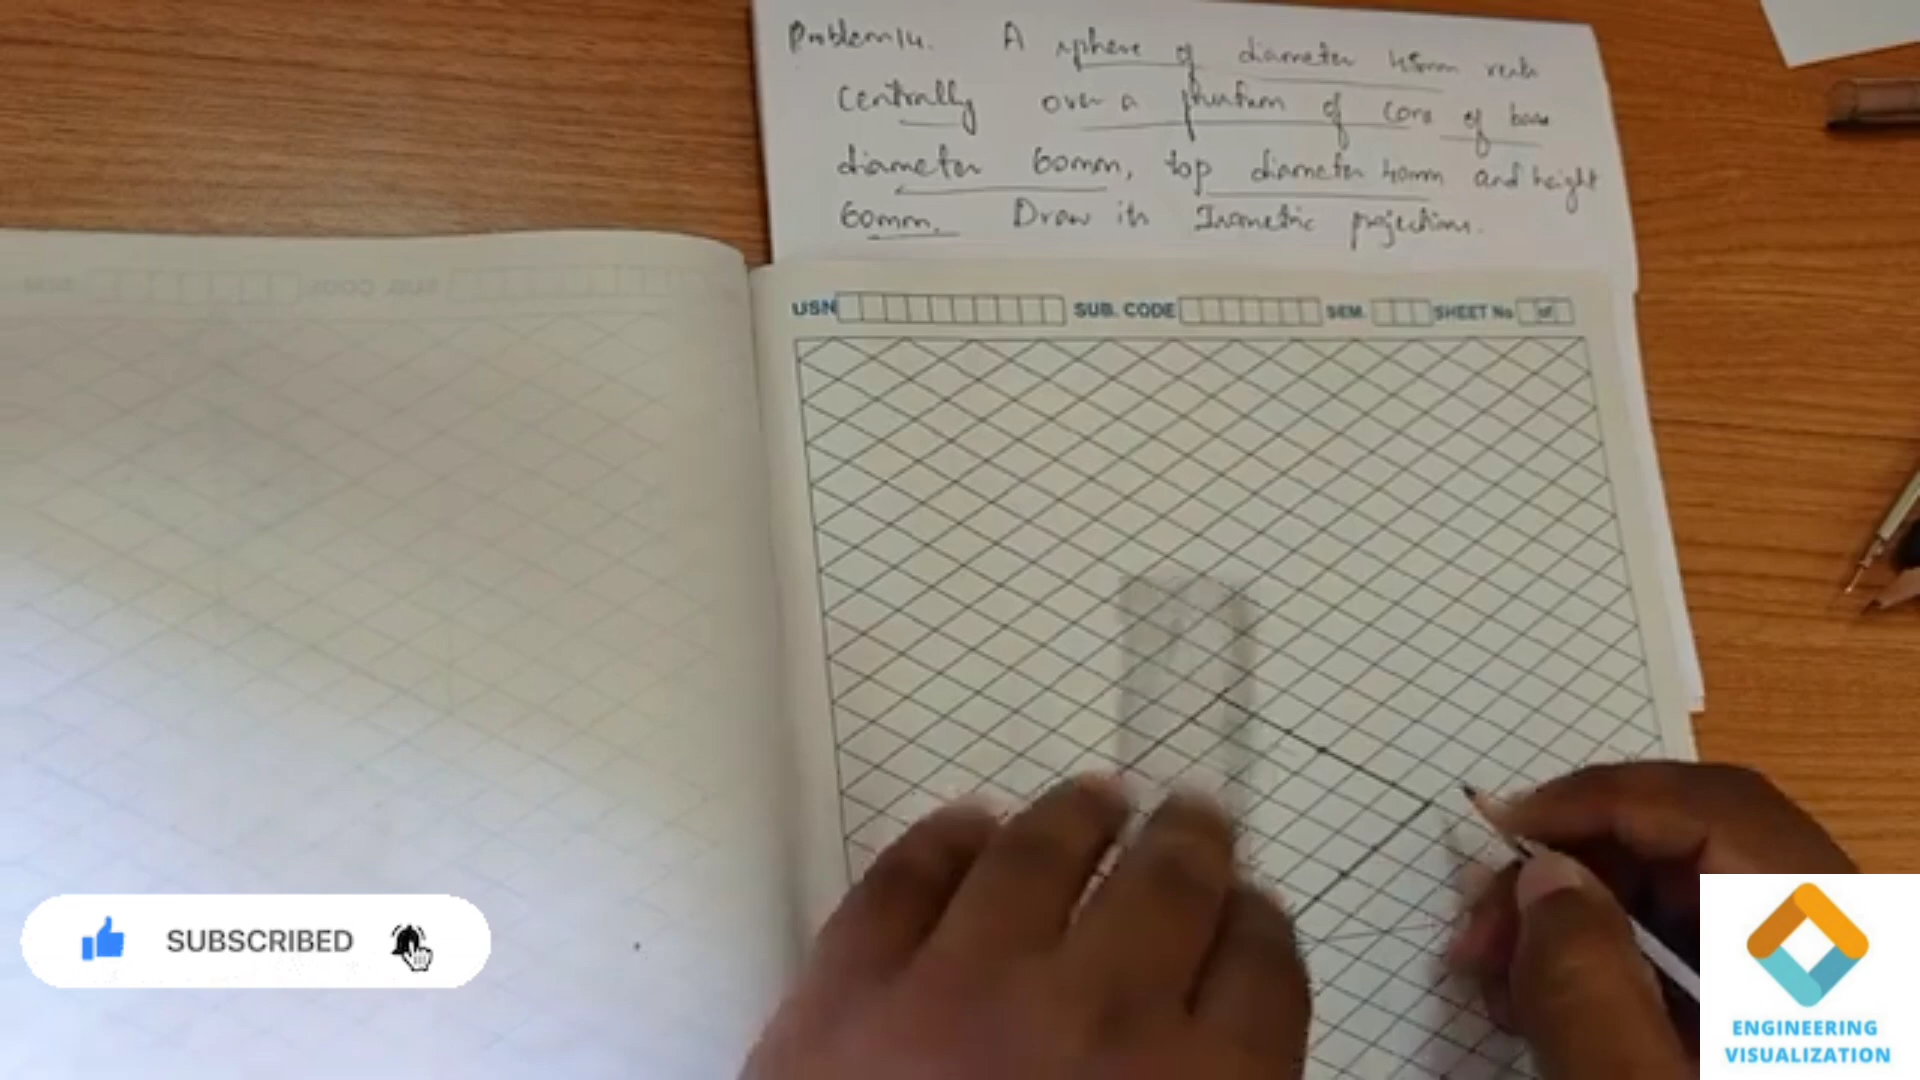 Problem 14. A sphere of diameter 45mm rests
Centrally over a frustum of cone of base
diameter 60mm, top diameter 40mm and height
60mm. Draw its Isometric projections.
USN SUB. CODE SEM. SHEET No of
SUBSCRIBED
ENGINEERING
VISUALIZATION